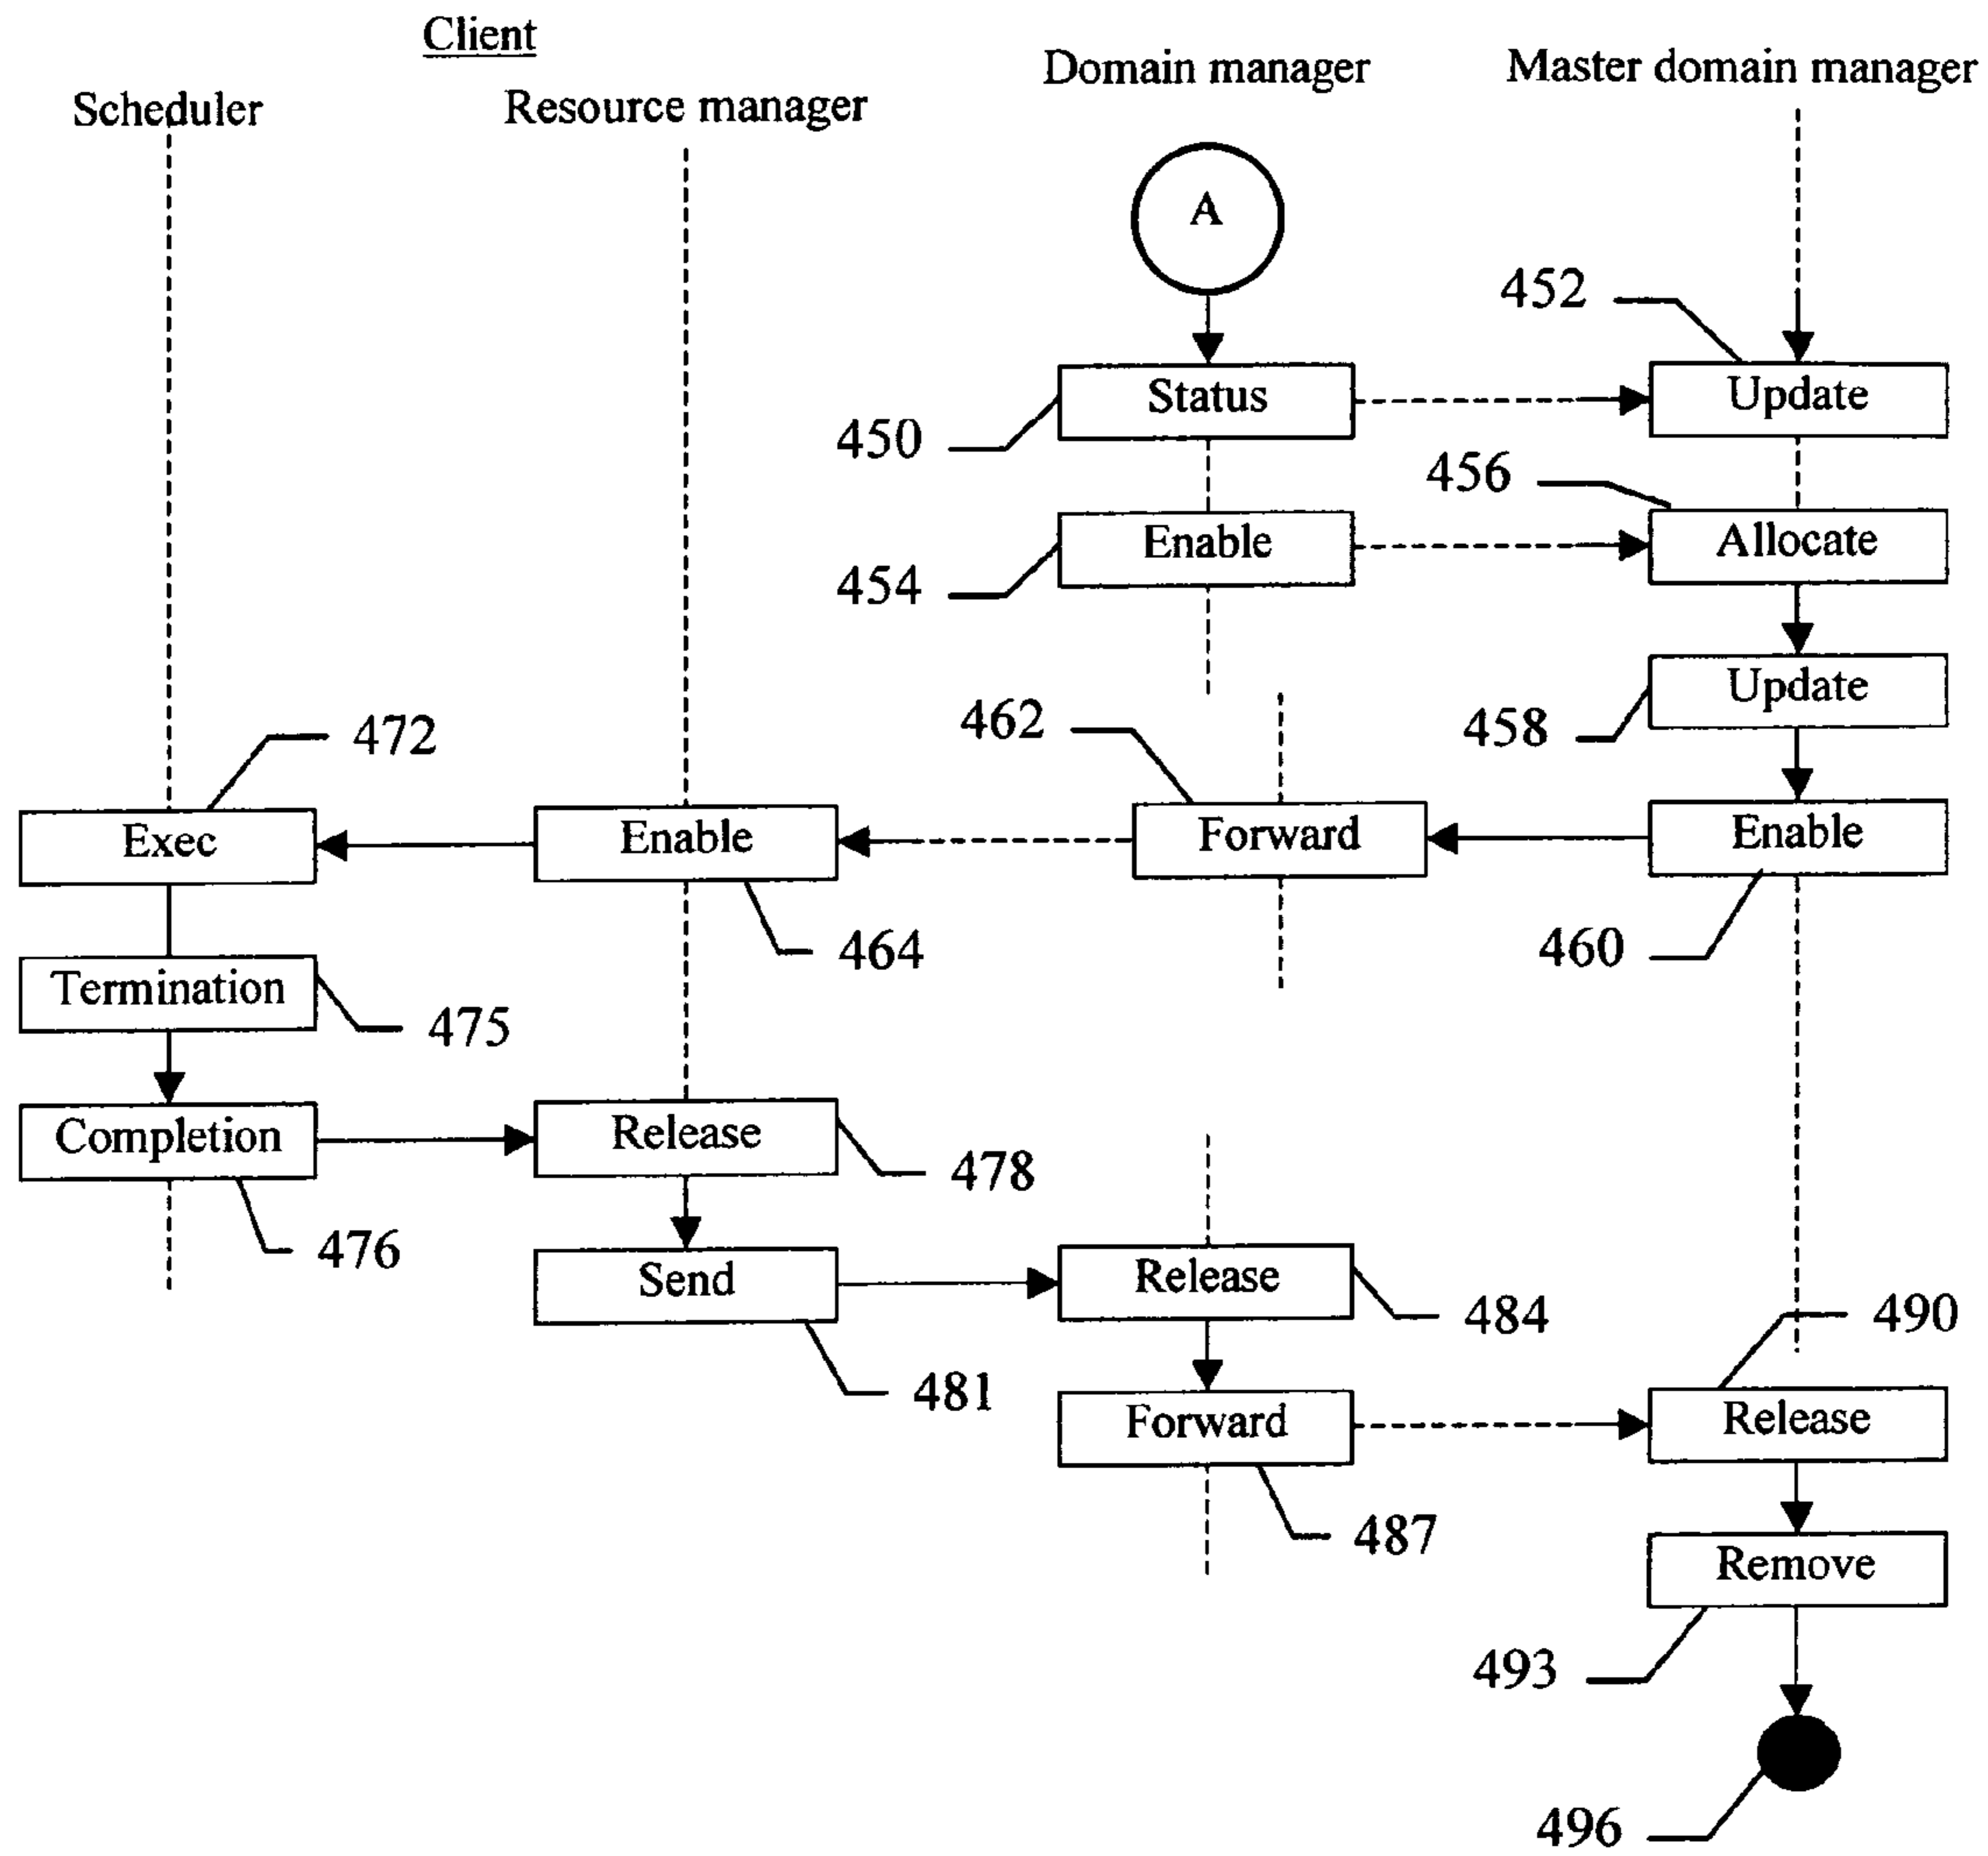 Client
Scheduler
Resource manager
Domain manager
Master domain manager
A
452
Status
Update
450
456
Enable
Allocate
454
Update
458
462
472
Exec
Enable
Forward
Enable
464
460
Termination
475
Completion
Release
478
476
Send
Release
484
490
481
Forward
Release
487
Remove
493
496